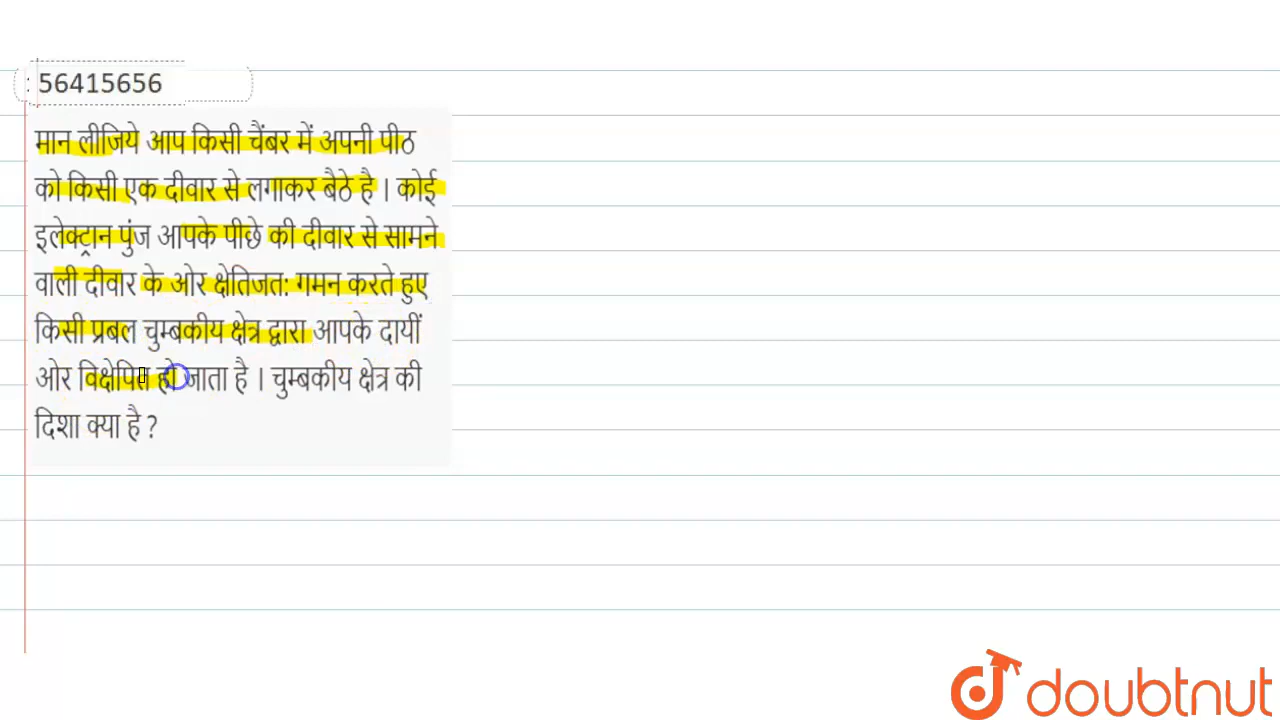 : 56415656
मान लीजिये आप किसी चैंबर में अपनी पीठ
को किसी एक दीवार से लगाकर बैठे है । कोई
इलेक्ट्रान पुंज आपके पीछे की दीवार से सामने
वाली दीवार के ओर क्षेतिजत: गमन करते हुए
किसी प्रबल चुम्बकीय क्षेत्र द्वारा आपके दायीं
ओर विक्षेपित हो जाता है । चुम्बकीय क्षेत्र की
दिशा क्या है ?
doubtnut